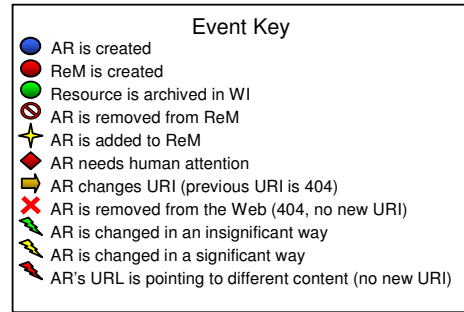 Event Key
AR is created
ReM is created
Resource is archived in WI
AR is removed from ReM
AR is added to ReM
AR needs human attention
AR changes URI (previous URI is 404)
AR is removed from the Web (404, no new URI)
AR is changed in an insignificant way
AR is changed in a significant way
AR's URL is pointing to different content (no new URI)